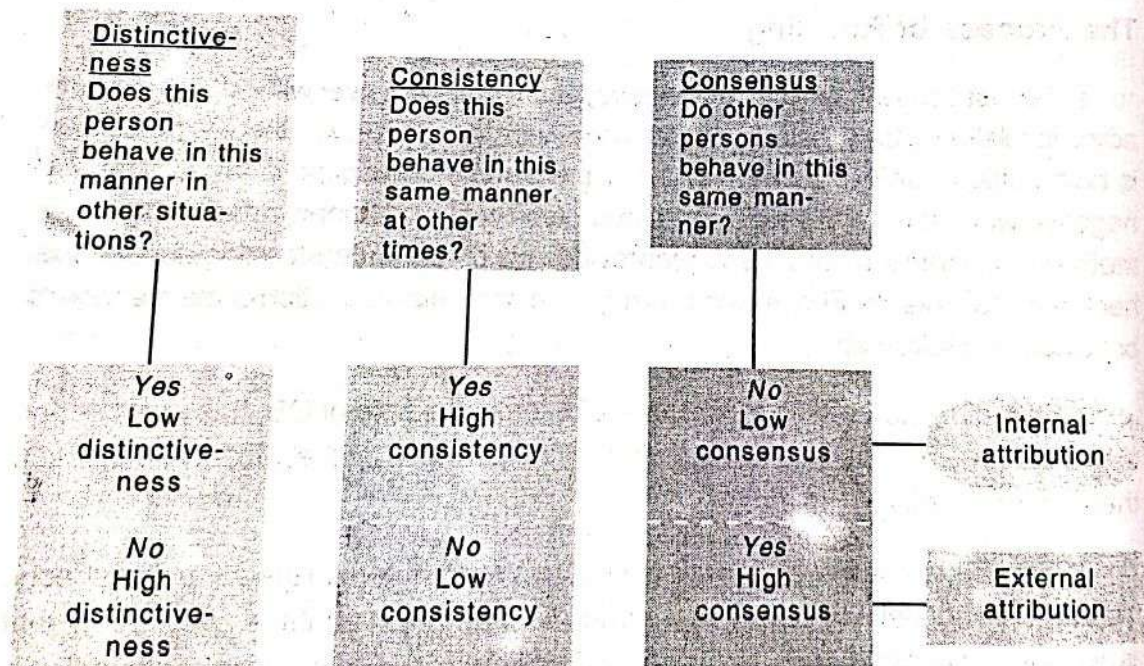 Distinctive-
ness
Does this
person
behave in this
manner in
other situa-
tions?
Consistency
Does this
person
behave in this
same manner
at other
times?
Consensus
Do other
persons
behave in this
same man-
ner?
Yes
Low
distinctive-
ness
No
High
distinctive-
ness
Yes
High
consistency
No
Low
consistency
No
Low
consensus
Yes
High
consensus
Internal
attribution
External
attribution